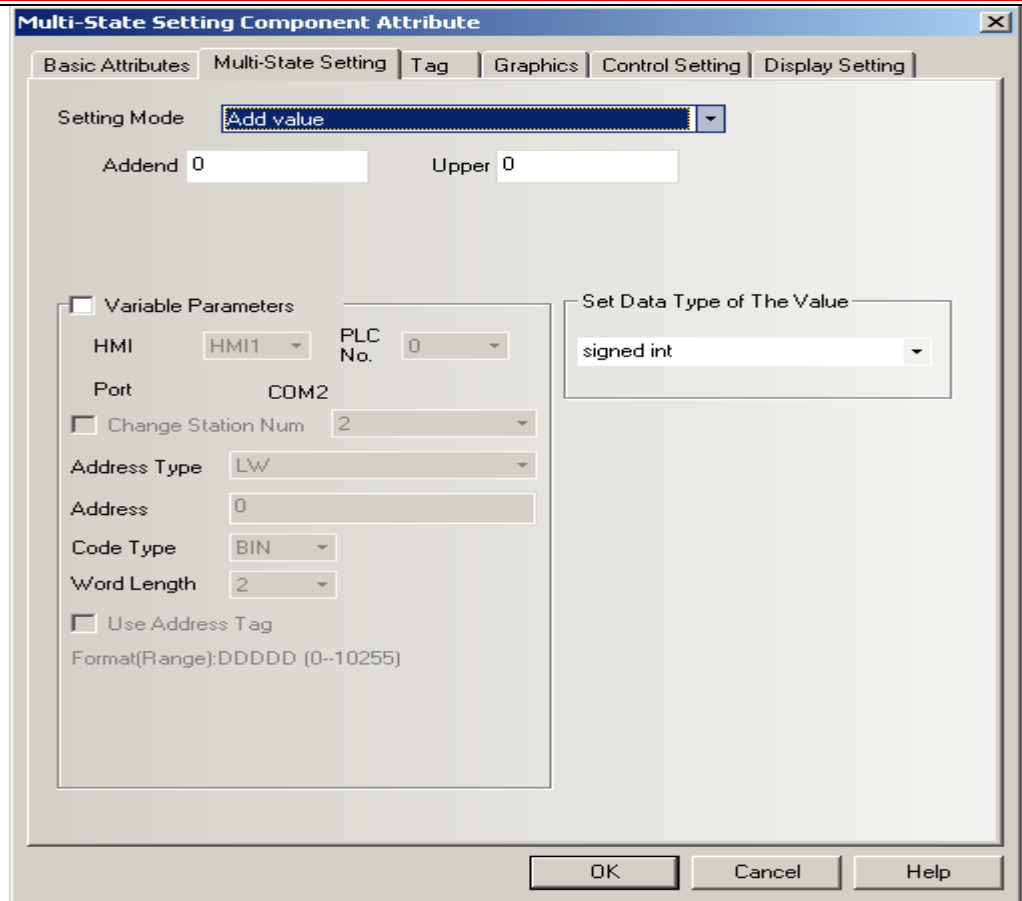 Multi-State Setting Component Attribute
Basic Attributes Multi-State Setting Tag Graphics Control Setting Display Setting
Setting Mode Add value
Addend 0 Upper 0
Variable Parameters
HMI HMI1 PLC No. 0
Port COM2
Change Station Num 2
Address Type LW
Address 0
Code Type BIN
Word Length 2
Use Address Tag
Format(Range):DDDDD (0--10255)
Set Data Type of The Value
signed int
OK Cancel Help